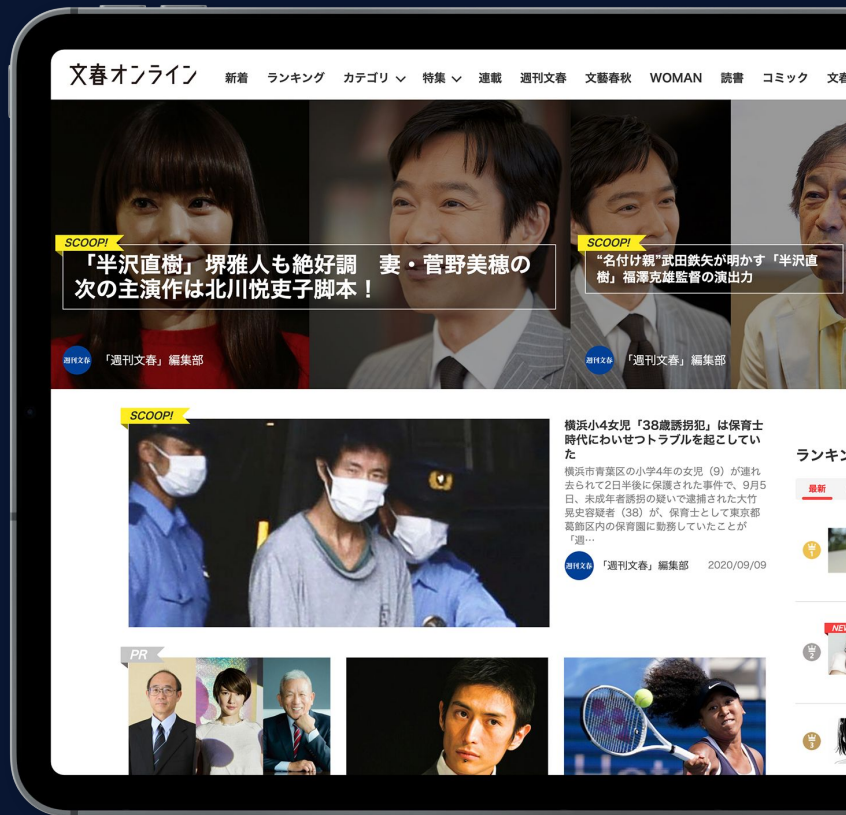 文春オンライン
新着 ランキング カテゴリ 特集 連載 週刊文春 文藝春秋 WOMAN 読書 コミック 文春
SCOOP!
「半沢直樹」堺雅人も絶好調 妻・菅野美穂の
次の主演作は北川悦吏子脚本！
週刊文春 「週刊文春」編集部
SCOOP!
“名付け親”武田鉄矢が明かす「半沢直
樹」福澤克雄監督の演出力
週刊文春 「週刊文春」編集部
SCOOP!
横浜小4女児「38歳誘拐犯」は保育士
時代にわいせつトラブルを起こしてい
た
横浜市青葉区の小学4年の女児（9）が連れ
去られて2日半後に保護された事件で、9月5
日、未成年者誘拐の疑いで逮捕された大竹
晃史容疑者（38）が、保育士として東京都
葛飾区内の保育園に勤務していたことが
「週…
週刊文春 「週刊文春」編集部 2020/09/09
ランキン
最新
1
NEW
2
3
PR